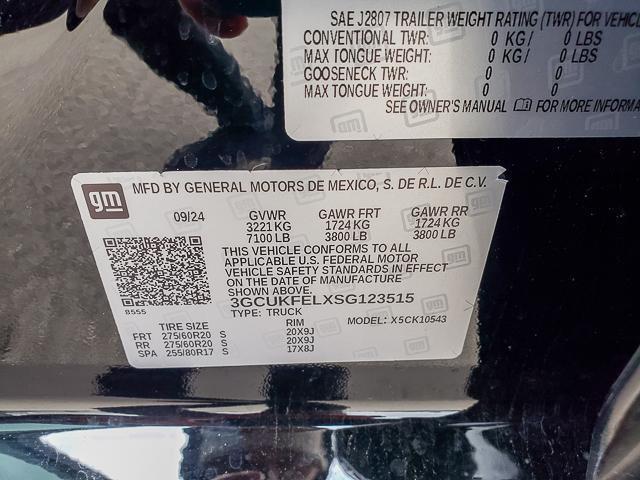 SAE J2807 TRAILER WEIGHT RATING (TWR) FOR VEHICL
CONVENTIONAL TWR: 0 KG / 0 LBS
MAX TONGUE WEIGHT: 0 KG / 0 LBS
GOOSENECK TWR: 0 0
MAX TONGUE WEIGHT: 0 0
SEE OWNER'S MANUAL FOR MORE INFORMA
gm MFD BY GENERAL MOTORS DE MEXICO, S. DE R.L. DE C.V.
09/24 GVWR GAWR FRT GAWR RR
3221 KG 1724 KG 1724 KG
7100 LB 3800 LB 3800 LB
THIS VEHICLE CONFORMS TO ALL
APPLICABLE U.S. FEDERAL MOTOR
VEHICLE SAFETY STANDARDS IN EFFECT
ON THE DATE OF MANUFACTURE
SHOWN ABOVE.
3GCUKFELXSG123515
8555 TYPE: TRUCK MODEL: X5CK10543
TIRE SIZE RIM
FRT 275/60R20 S 20X9J
RR 275/60R20 S 20X9J
SPA 255/80R17 S 17X8J